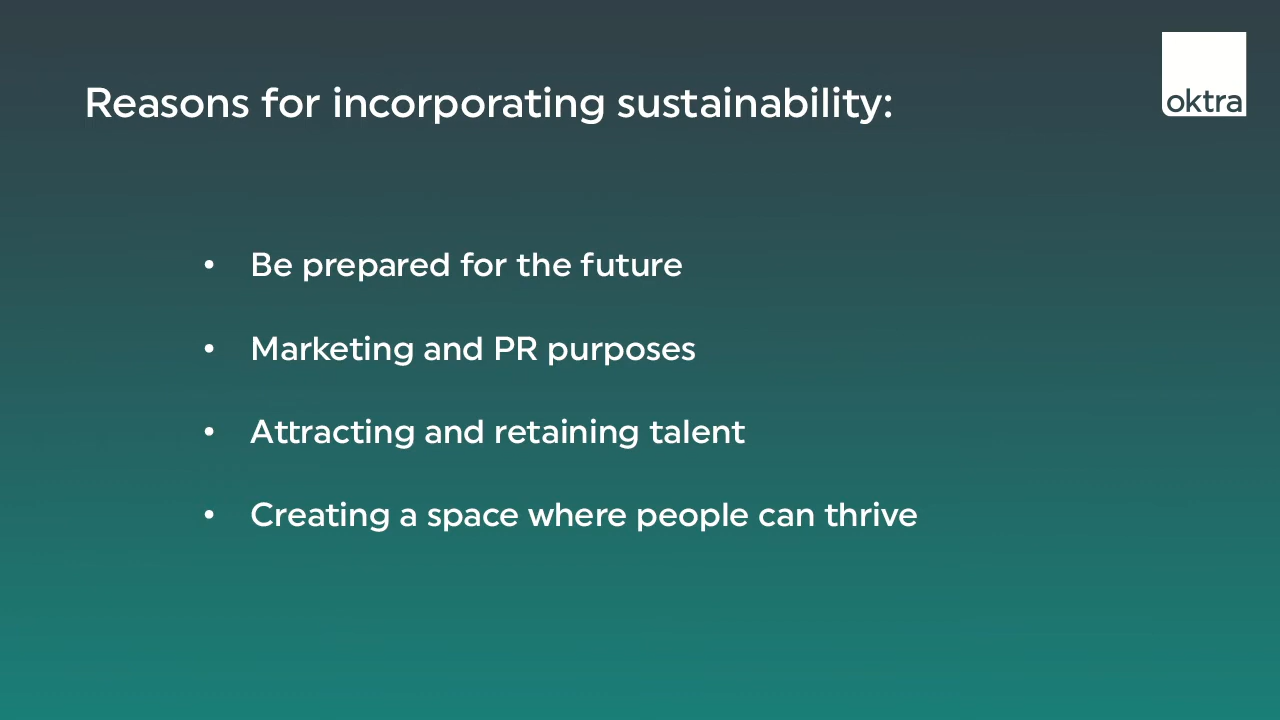 Reasons for incorporating sustainability:
oktra
• Be prepared for the future
• Marketing and PR purposes
• Attracting and retaining talent
• Creating a space where people can thrive